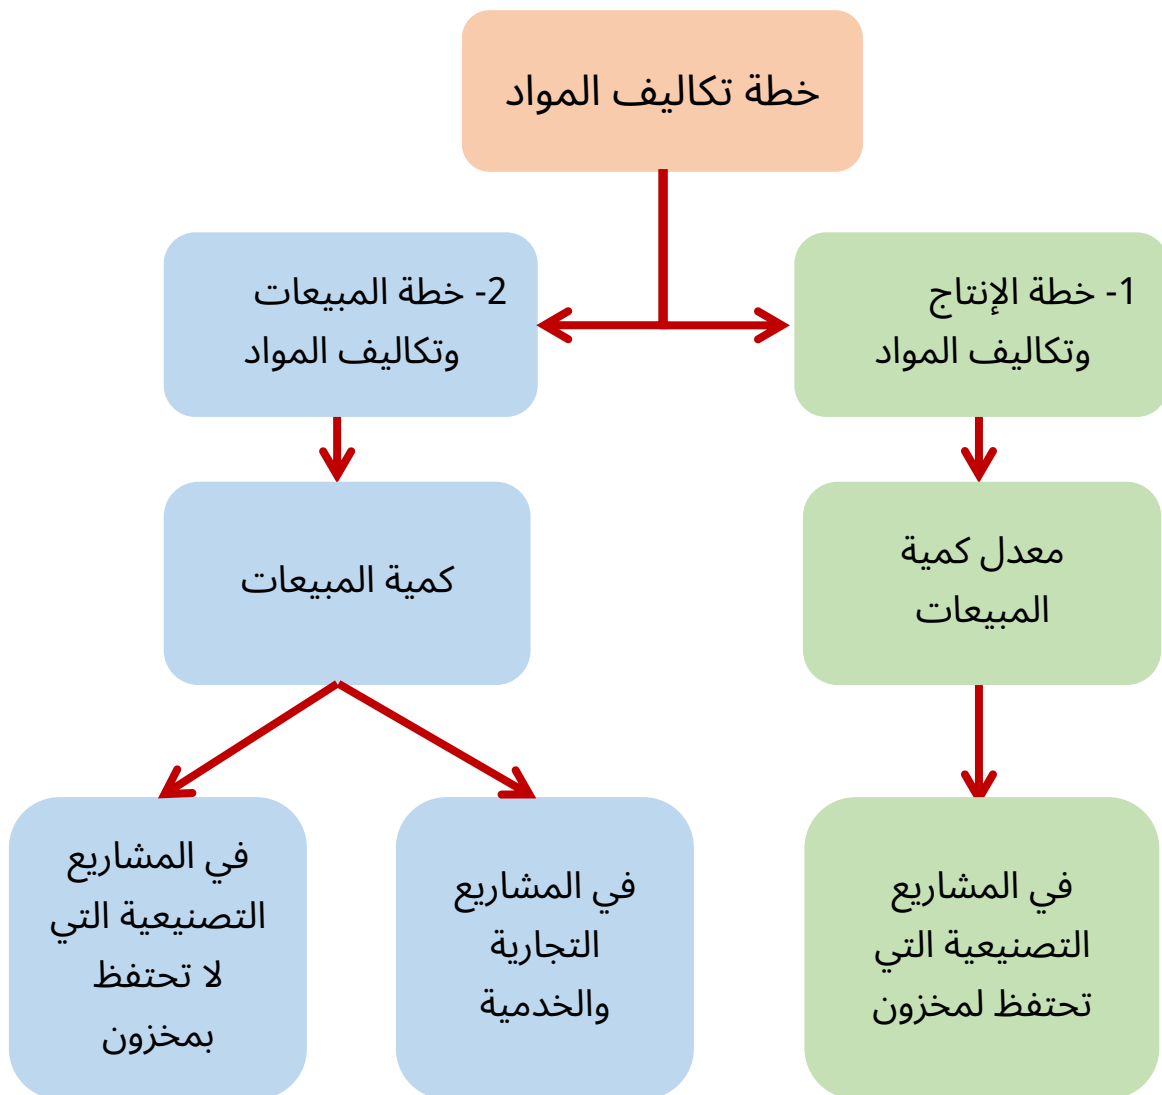 خطة تكاليف المواد
1- خطة الإنتاج
وتكاليف المواد
2- خطة المبيعات
وتكاليف المواد
معدل كمية
المبيعات
كمية المبيعات
في المشاريع
التصنيعية التي
تحتفظ لمخزون
في المشاريع
التجارية
والخدمية
في المشاريع
التصنيعية التي
لا تحتفظ
بمخزون